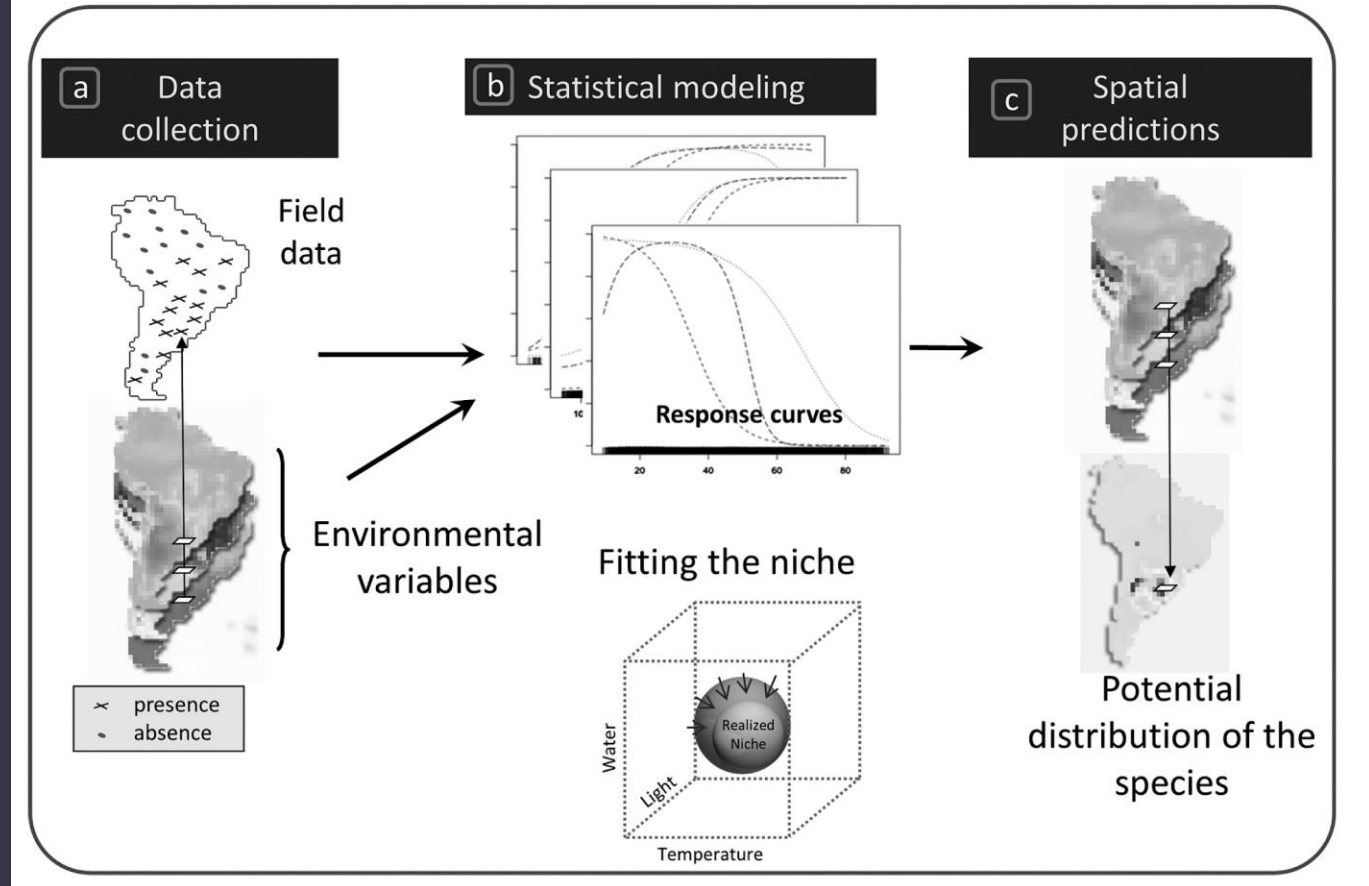 a
Data
collection
Field
data
Environmental
variables
presence
absence
b
Statistical modeling
10
Response curves
20
40
60
80
Fitting the niche
Realized
Niche
Water
Light
Temperature
c
Spatial
predictions
Potential
distribution of the
species